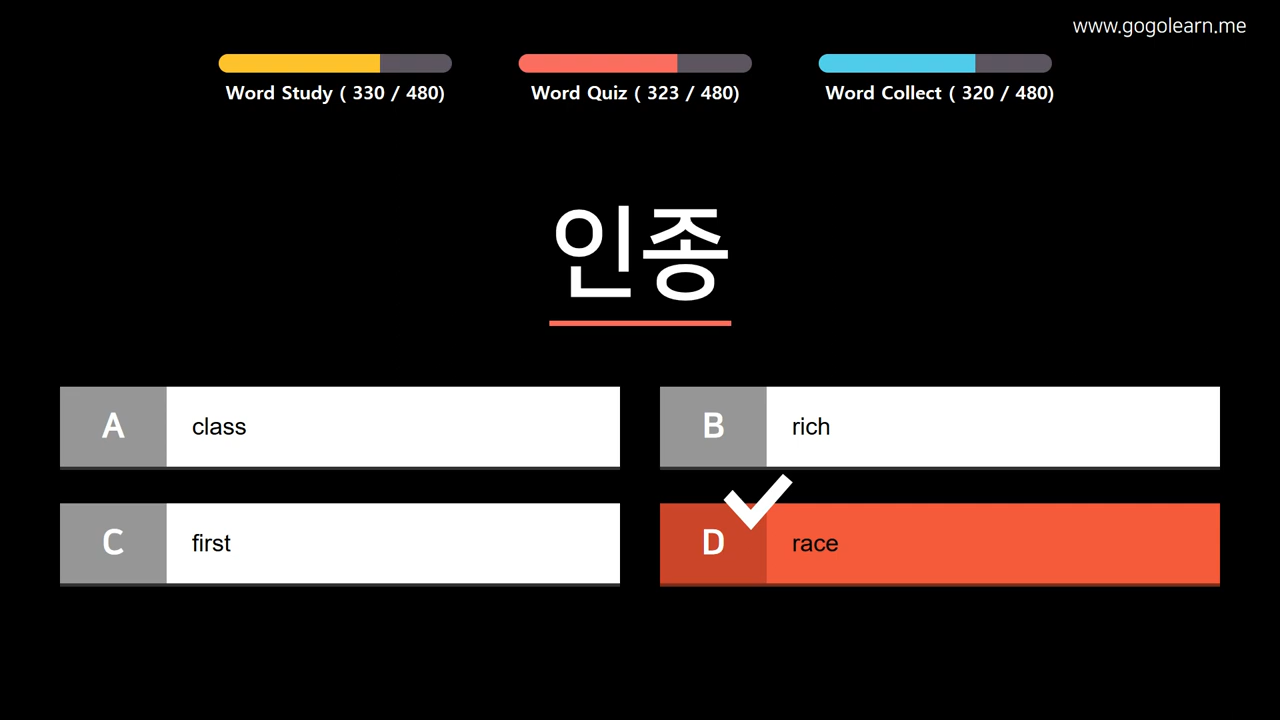 www.gogolearn.me
Word Study ( 330 / 480)
Word Quiz ( 323 / 480)
Word Collect ( 320 / 480)
인종
A class
B rich
C first
D race